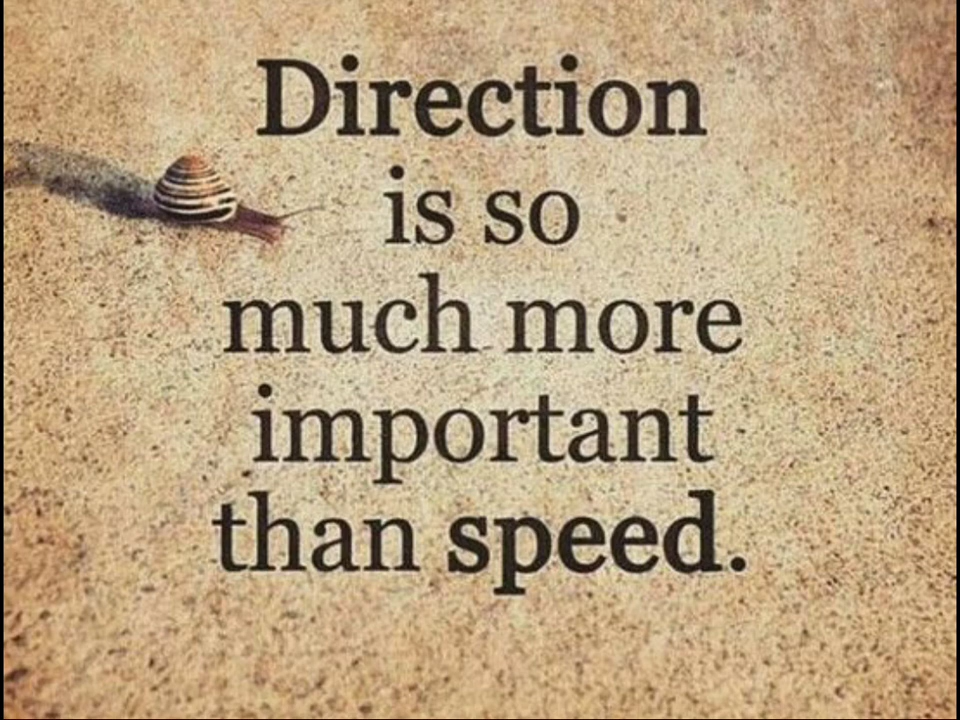 Direction
is so
much more
important
than speed.